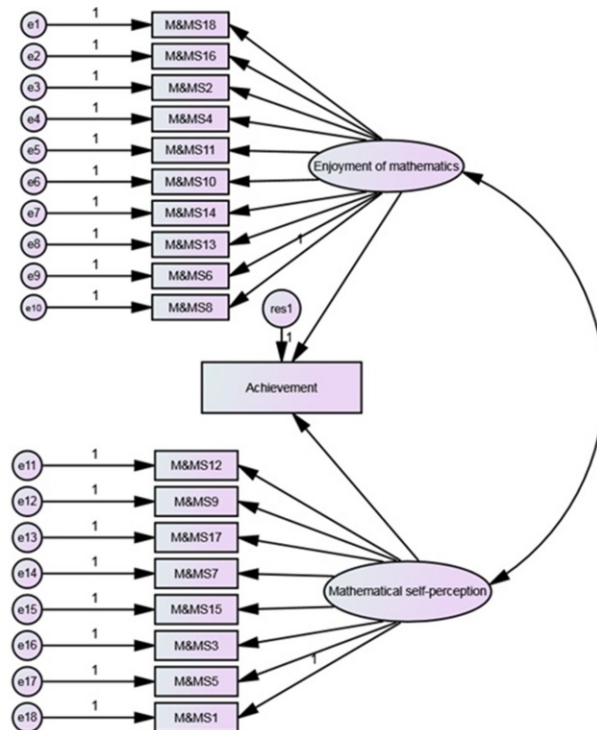 e1 1 M&MS18
e2 1 M&MS16
e3 1 M&MS2
e4 1 M&MS4
e5 1 M&MS11
e6 1 M&MS10
e7 1 M&MS14
e8 1 M&MS13
e9 1 M&MS6
e10 1 M&MS8
Enjoyment of mathematics
1
res1
1
Achievement
e11 1 M&MS12
e12 1 M&MS9
e13 1 M&MS17
e14 1 M&MS7
e15 1 M&MS15
e16 1 M&MS3
e17 1 M&MS5
e18 1 M&MS1
Mathematical self-perception
1